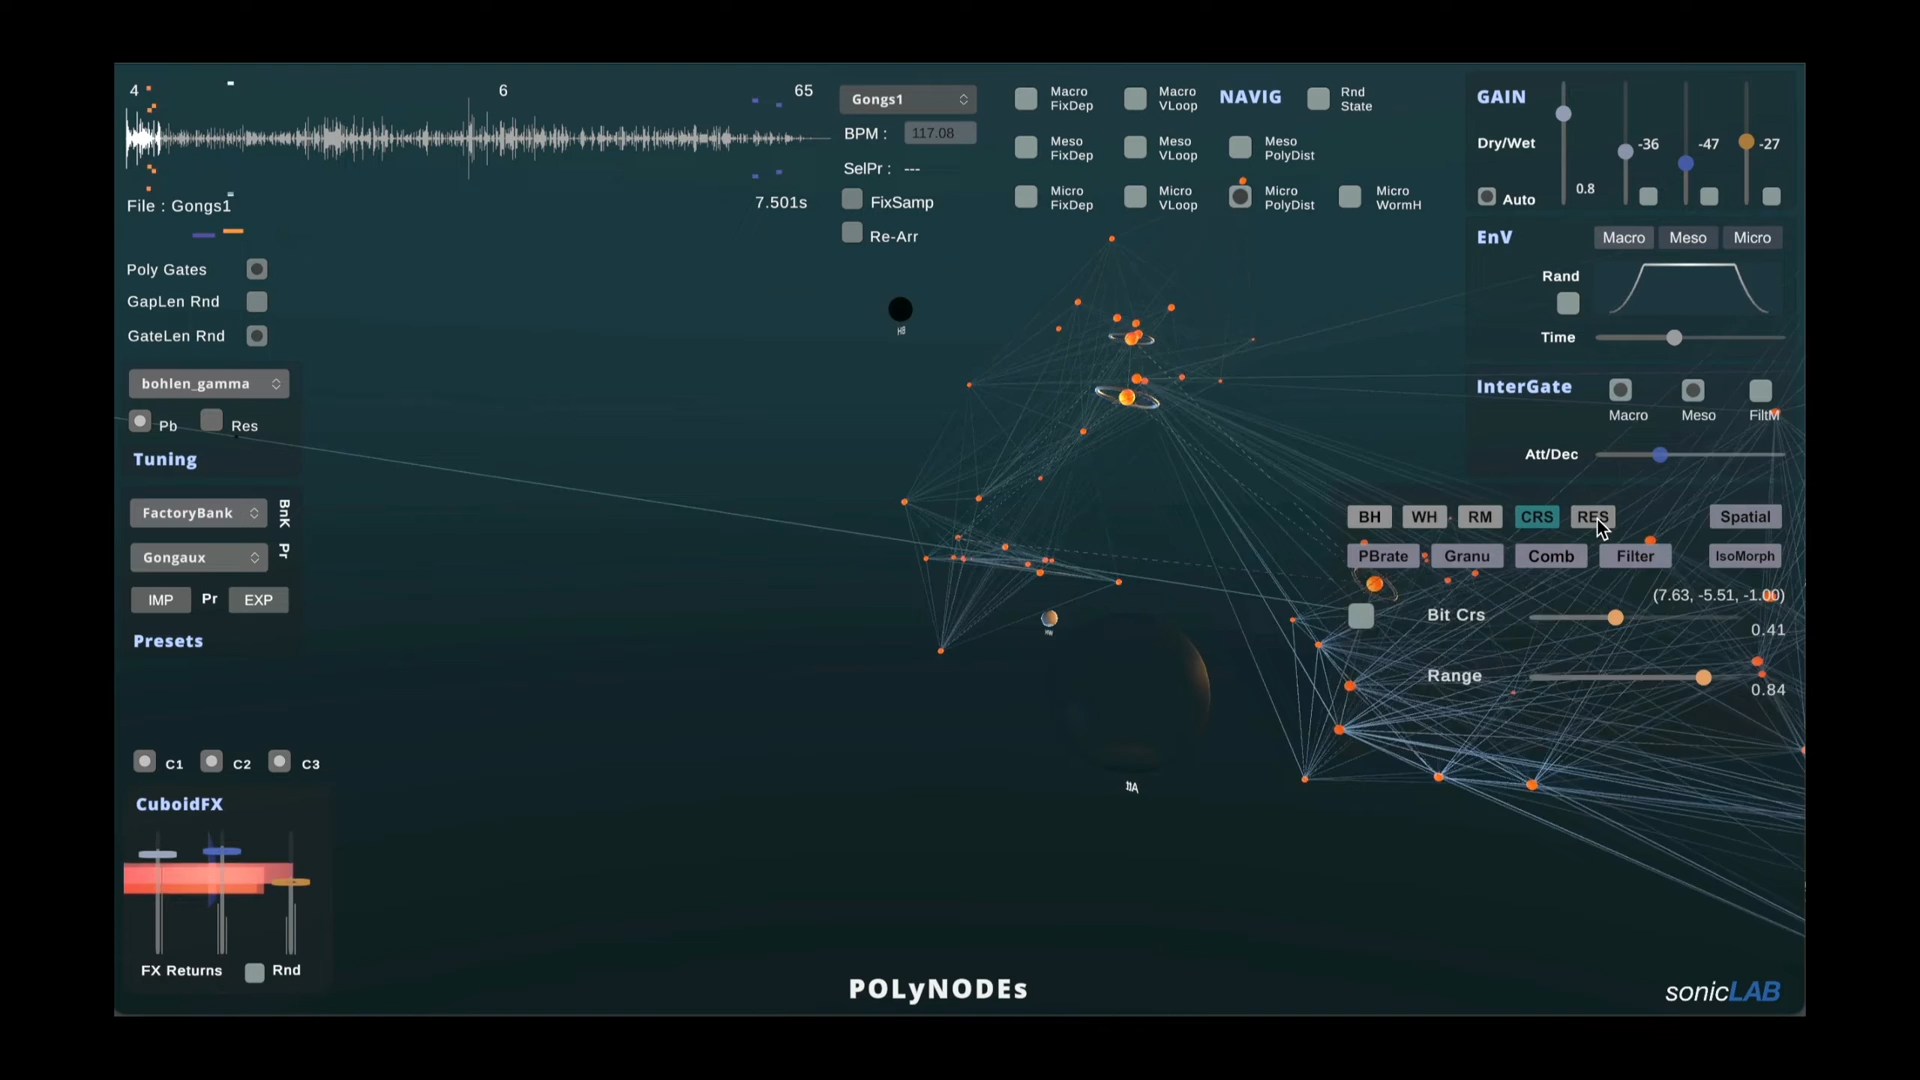 4
6
65
File : Gongs1
7.501s
Poly Gates
GapLen Rnd
GateLen Rnd
bohlen_gamma
Pb
Res
Tuning
FactoryBank
BnK
Gongaux
Pr
IMP
Pr
EXP
Presets
C1
C2
C3
CuboidFX
FX Returns
Rnd
Gongs1
BPM :
117.08
SelPr :
---
FixSamp
Re-Arr
Macro
FixDep
Macro
VLoop
NAVIG
Rnd
State
Meso
FixDep
Meso
VLoop
Meso
PolyDist
Micro
FixDep
Micro
VLoop
Micro
PolyDist
Micro
WormH
GAIN
Dry/Wet
-36
-47
-27
Auto
0.8
EnV
Macro
Meso
Micro
Rand
Time
InterGate
Macro
Meso
FiltM
Att/Dec
BH
WH
RM
CRS
RES
Spatial
PBrate
Granu
Comb
Filter
IsoMorph
(7.63, -5.51, -1.00)
Bit Crs
0.41
Range
0.84
POLyNODEs
sonicLAB